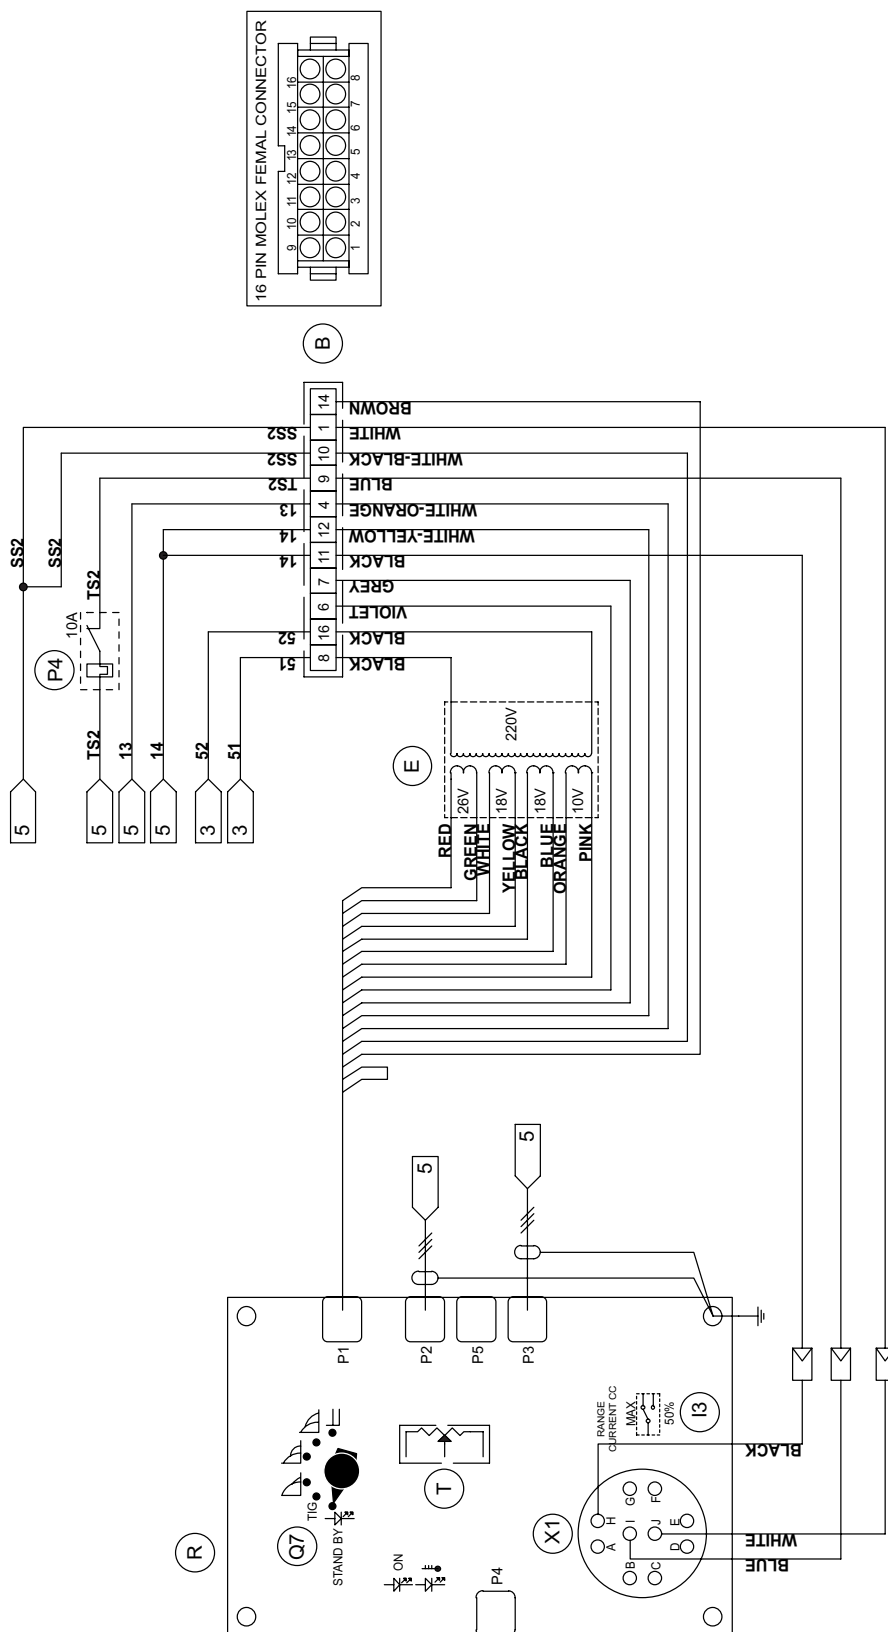 16 PIN MOLEX FEMAL CONNECTOR
9 10 11 12 13 14 15 16
1 2 3 4 5 6 7 8
B
14 BROWN
SS2 1 WHITE
SS2 10 WHITE-BLACK
TS2 9 BLUE
13 4 WHITE-ORANGE
14 12 WHITE-YELLOW
14 11 BLACK
7 GREY
6 VIOLET
52 16 BLACK
51 8 BLACK
SS2
SS2
TS2
10A
P4
5
TS2 5
13 5
14 5
52 3
51 3
E
220V
26V
18V
18V
10V
RED
GREEN
WHITE
YELLOW
BLACK
BLUE
ORANGE
PINK
5
5
P1
P2
P5
P3
R
Q7
TIG
STAND BY
ON
P4
T
RANGE
CURRENT CC
MAX
50%
I3
X1
A
B
C
D
E
F
G
H
I
J
BLACK
WHITE
BLUE